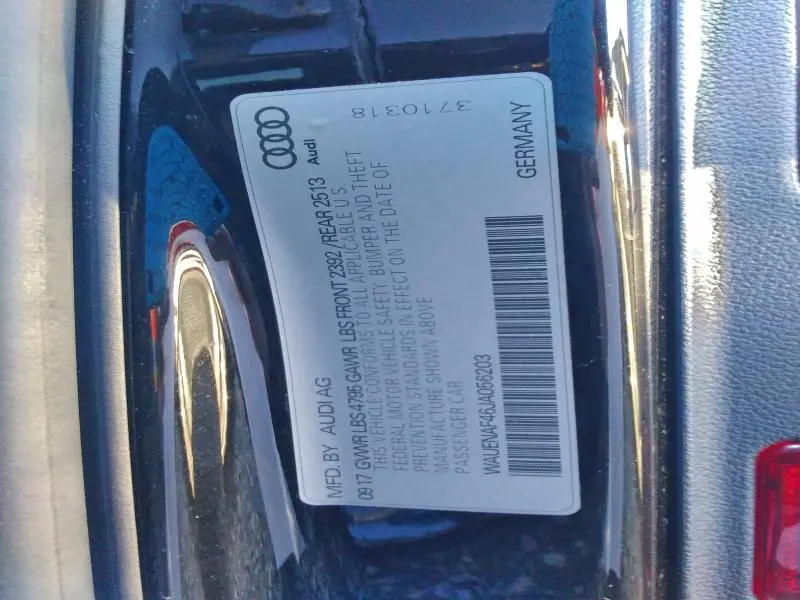 3710318
Audi
MFD. BY AUDI AG
09 17 GVWR LBS 4795 GAWR LBS FRONT 2392 / REAR 2513
THIS VEHICLE CONFORMS TO ALL APPLICABLE U S
FEDERAL MOTOR VEHICLE SAFETY, BUMPER AND THEFT
PREVENTION STANDARDS IN EFFECT ON THE DATE OF
MANUFACTURE SHOWN ABOVE
PASSENGER CAR
WAUENAF46JA056203
GERMANY